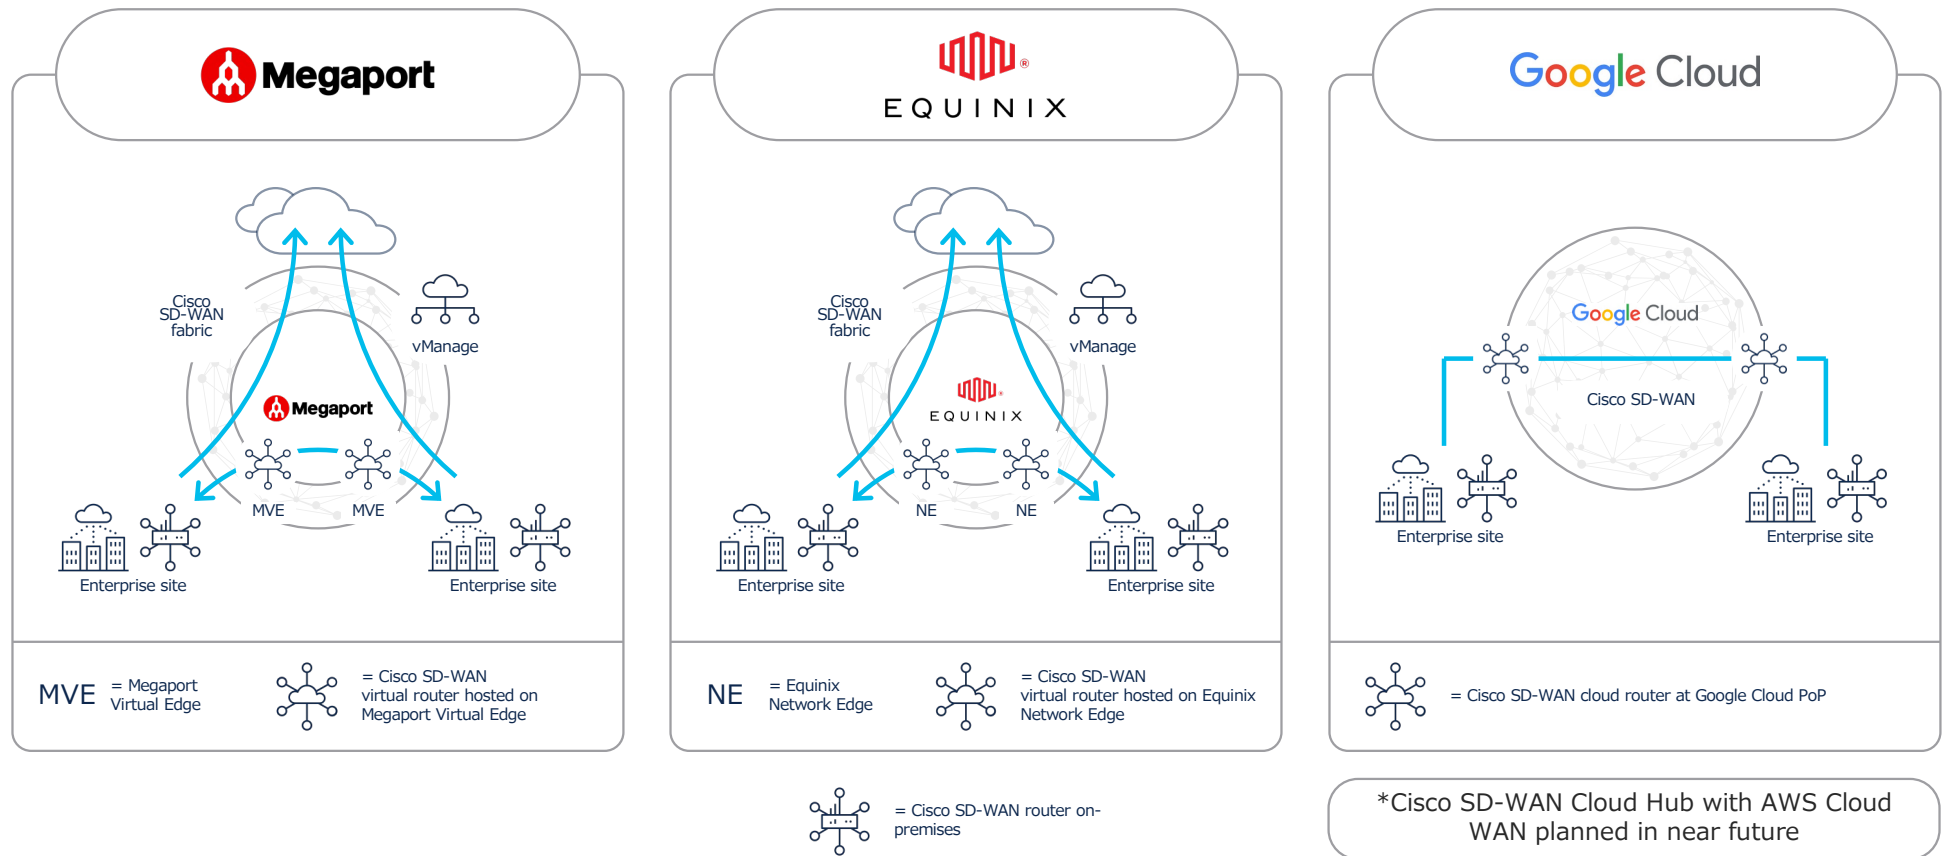 Megaport
Cisco
SD-WAN
fabric
vManage
Megaport
MVE
MVE
Enterprise site
Enterprise site
MVE
= Megaport
Virtual Edge
= Cisco SD-WAN
virtual router hosted on
Megaport Virtual Edge
EQUINIX
Cisco
SD-WAN
fabric
vManage
EQUINIX
NE
NE
Enterprise site
Enterprise site
NE
= Equinix
Network Edge
= Cisco SD-WAN
virtual router hosted on Equinix
Network Edge
Google Cloud
Google Cloud
Cisco SD-WAN
Enterprise site
Enterprise site
= Cisco SD-WAN cloud router at Google Cloud PoP
= Cisco SD-WAN router on-
premises
*Cisco SD-WAN Cloud Hub with AWS Cloud
WAN planned in near future